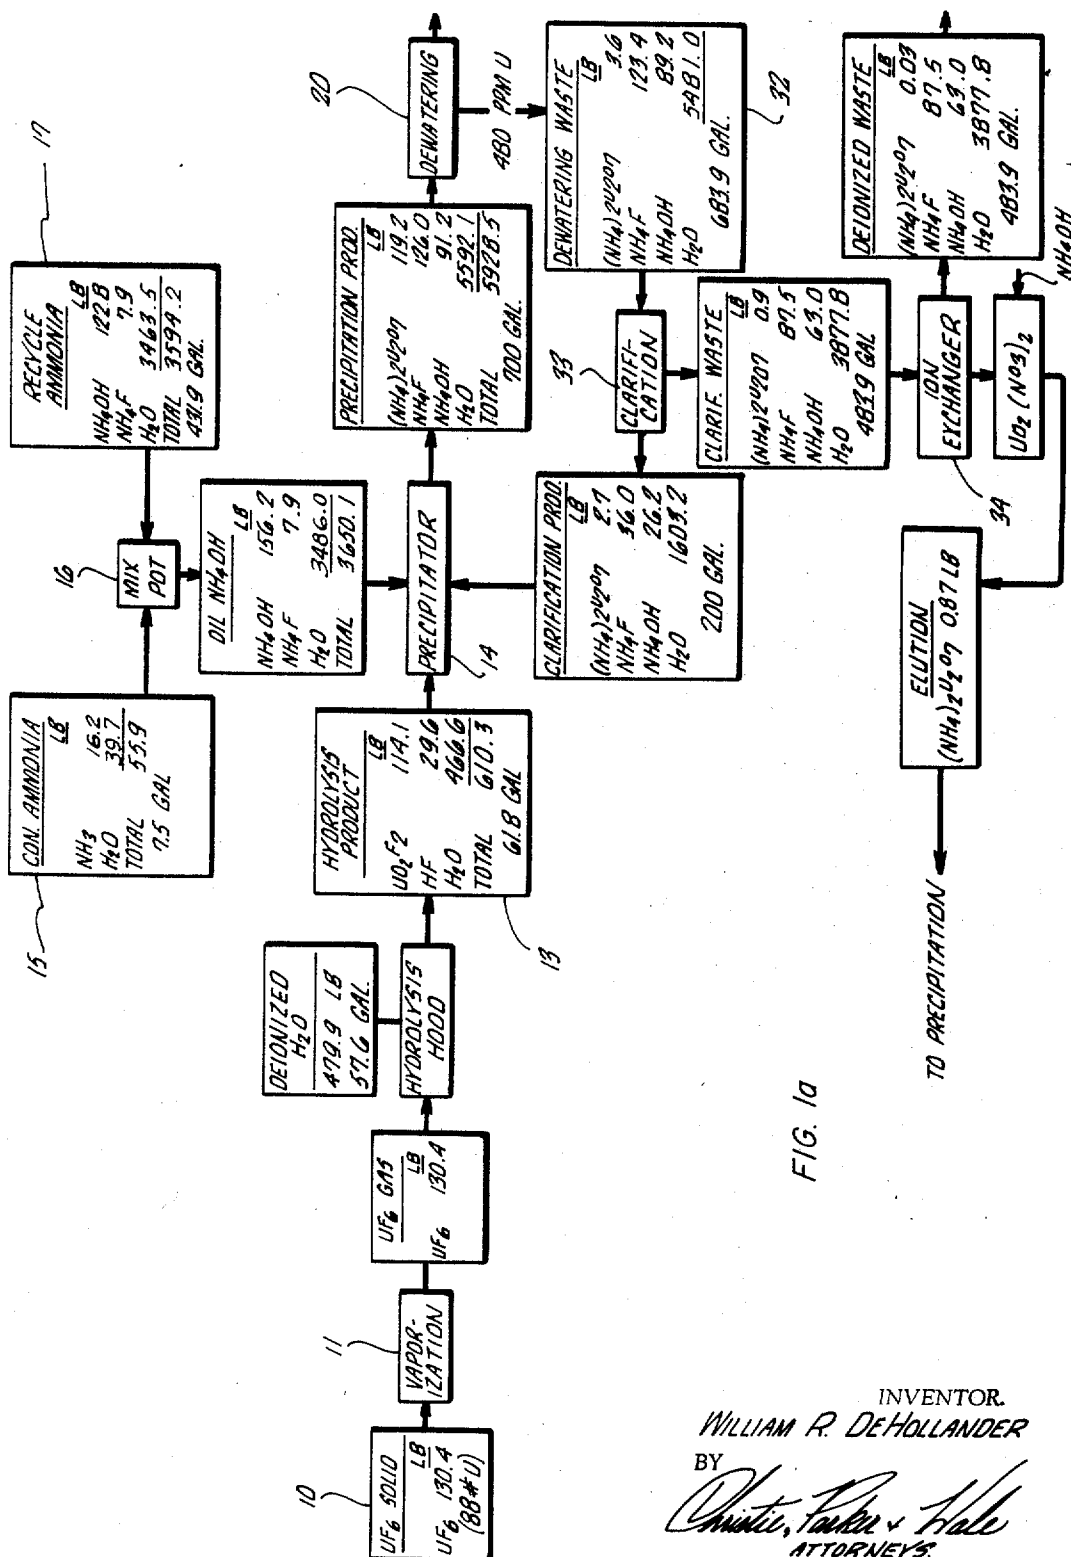 10
UF6 SOLID
LB
UF6 130.4
(88# U)
11
VAPOR-
IZATION
UF6 GAS
LB
UF6 130.4
DEIONIZED
H2O
479.9 LB
57.6 GAL.
HYDROLYSIS
HOOD
13
HYDROLYSIS
PRODUCT
LB
UO2F2 114.1
HF 29.6
H2O 466.6
TOTAL 610.3
61.8 GAL
15
CON. AMMONIA
LB
NH3 16.2
H2O 39.7
TOTAL 55.9
7.5 GAL
16
MIX
POT
17
RECYCLE
AMMONIA
LB
NH4OH 122.8
NH4F 7.9
H2O 3463.5
TOTAL 3594.2
431.9 GAL.
DIL NH4OH
LB
NH4OH 156.2
NH4F 7.9
H2O 3486.0
TOTAL 3650.1
PRECIPITATOR
14
PRECIPITATION PROD.
LB
(NH4)2U2O7 119.2
NH4F 126.0
NH4OH 91.2
H2O 5592.1
TOTAL 5928.5
700 GAL.
20
DEWATERING
480 PPM U
DEWATERING WASTE
LB
(NH4)2U2O7 3.6
NH4F 123.4
NH4OH 89.2
H2O 5481.0
683.9 GAL.
32
33
CLARIFI-
CATION
CLARIFICATION PROD.
LB
(NH4)2U2O7 2.7
NH4F 36.0
NH4OH 26.2
H2O 1603.2
200 GAL.
CLARIF. WASTE
LB
(NH4)2U2O7 0.9
NH4F 87.5
NH4OH 63.0
H2O 3877.8
483.9 GAL
ION
EXCHANGER
34
DEIONIZED WASTE
LB
(NH4)2U2O7 0.03
NH4F 87.5
NH4OH 63.0
H2O 3877.8
483.9 GAL.
UO2(NO3)2
NH4OH
ELUTION
(NH4)2U2O7 0.87 LB
TO PRECIPITATION
FIG. 1a
INVENTOR.
WILLIAM R. DEHOLLANDER
BY
Christie, Parker & Hale
ATTORNEYS.